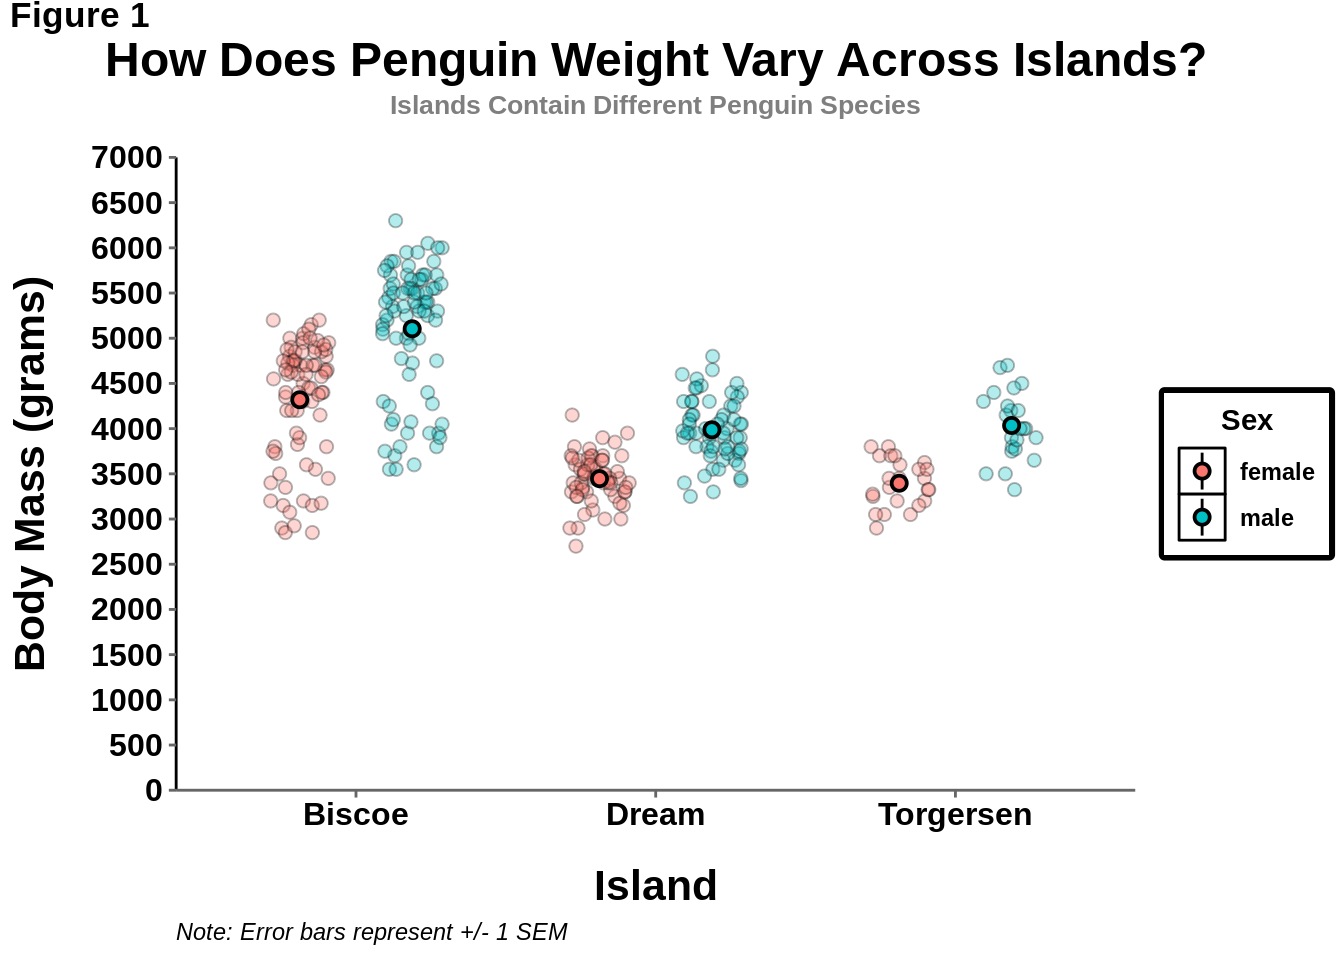 Figure 1
How Does Penguin Weight Vary Across Islands?
Islands Contain Different Penguin Species
Body Mass (grams)
7000
6500
6000
5500
5000
4500
4000
3500
3000
2500
2000
1500
1000
500
0
Biscoe Dream Torgersen
Island
Sex
female
male
Note: Error bars represent +/- 1 SEM